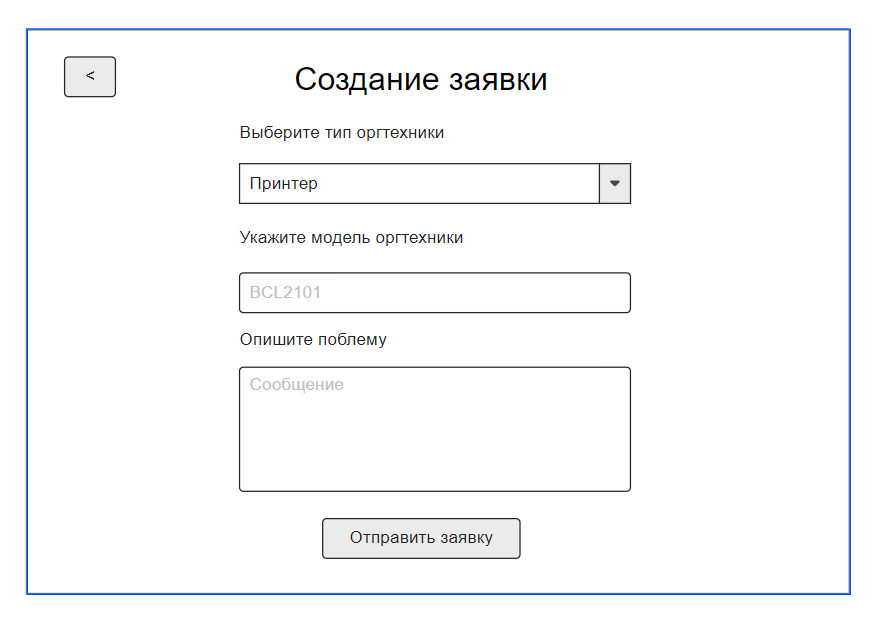 <
Создание заявки
Выберите тип оргтехники
Принтер
Укажите модель оргтехники
BCL2101
Опишите поблему
Сообщение
Отправить заявку